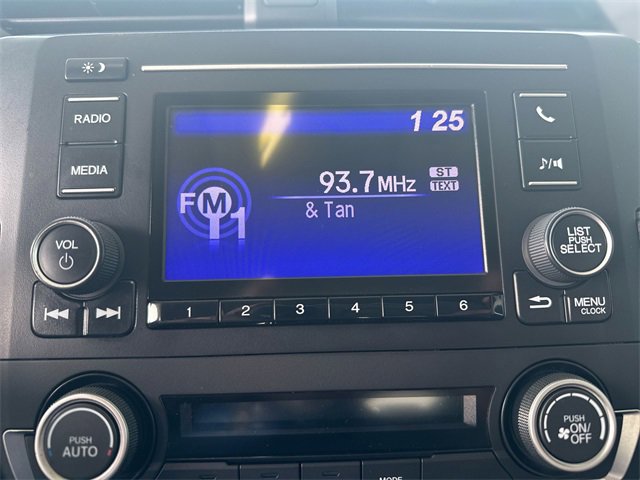 1 25
RADIO
MEDIA
93.7MHz
ST
TEXT
FM1
& Tan
VOL
LIST
PUSH
SELECT
MENU
CLOCK
1 2 3 4 5 6
PUSH
AUTO
PUSH
ON/
OFF
MODE